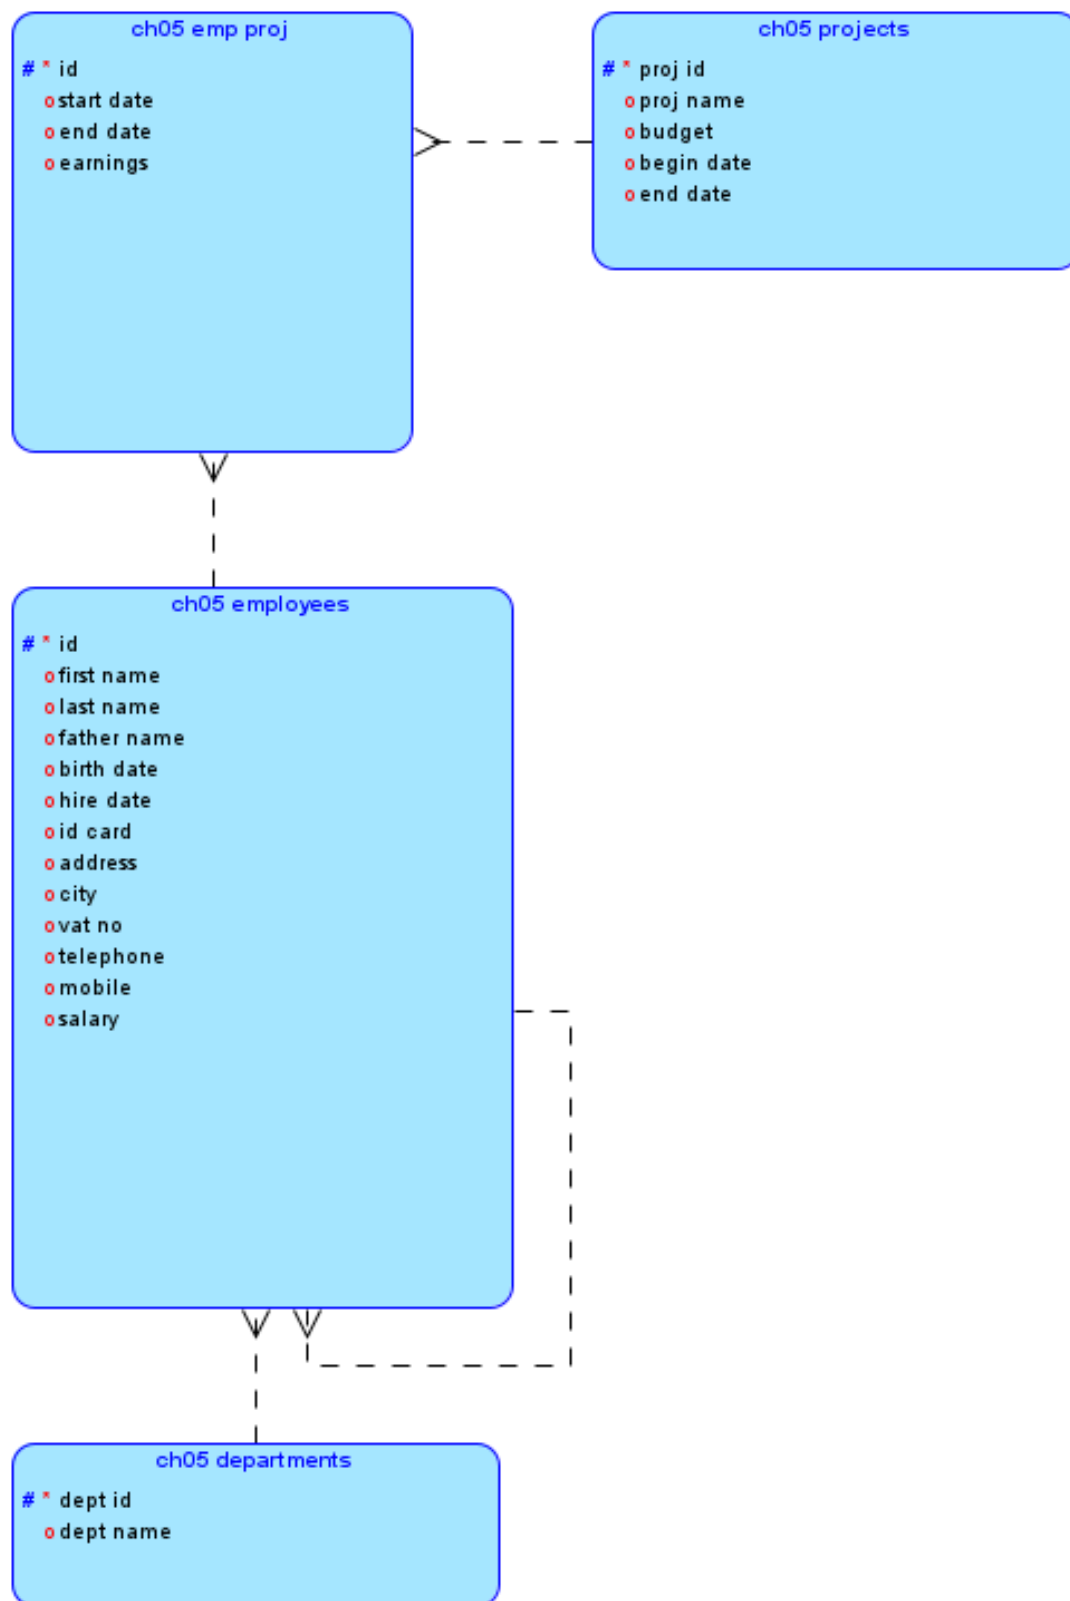 ch05 emp proj
# * id
o start date
o end date
o earnings
ch05 projects
# * proj id
o proj name
o budget
o begin date
o end date
ch05 employees
# * id
o first name
o last name
o father name
o birth date
o hire date
o id card
o address
o city
o vat no
o telephone
o mobile
o salary
ch05 departments
# * dept id
o dept name